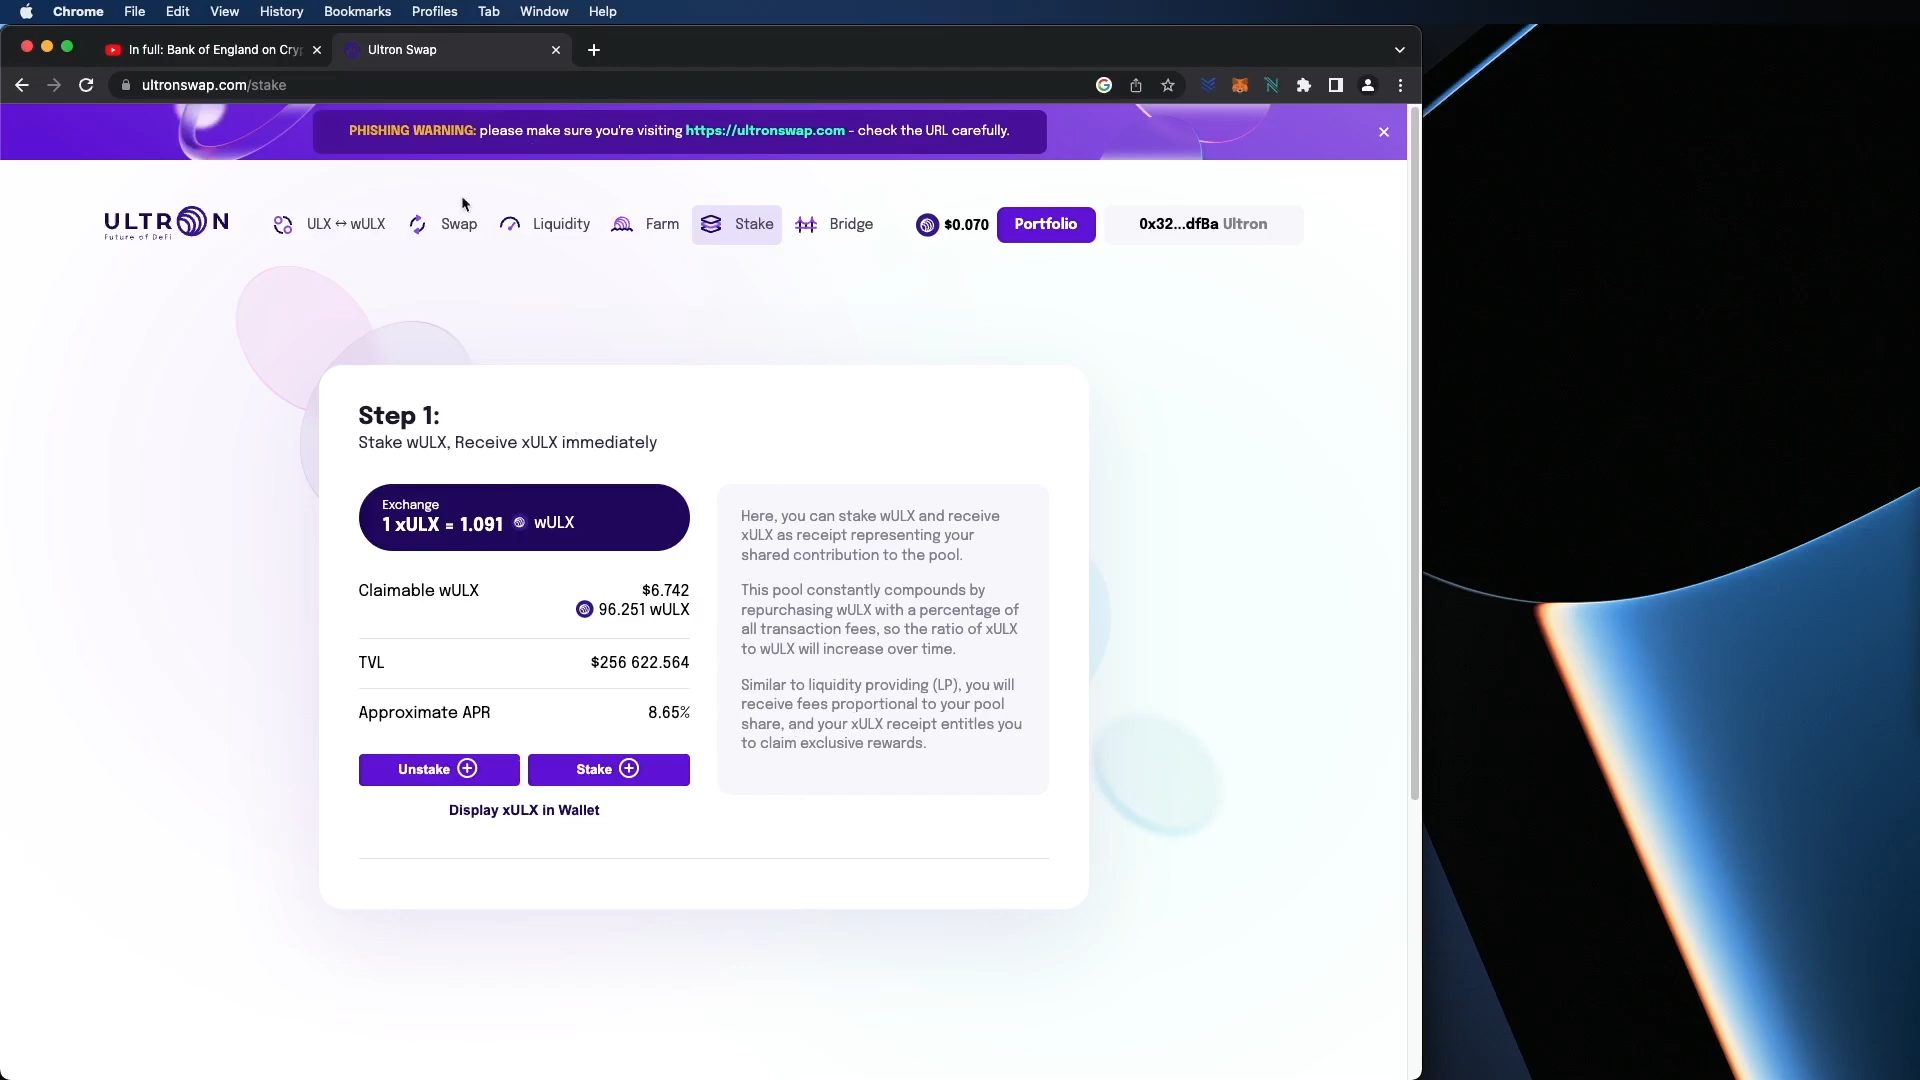 Chrome File Edit View History Bookmarks Profiles Tab Window Help
In full: Bank of England on Cryp
Ultron Swap
ultronswap.com/stake
PHISHING WARNING: please make sure you're visiting https://ultronswap.com - check the URL carefully.
ULTRON
Future of DeFi
ULX ↔ wULX
Swap
Liquidity
Farm
Stake
Bridge
$0.070
Portfolio
0x32...dfBa Ultron
Step 1:
Stake wULX, Receive xULX immediately
Exchange
1 xULX = 1.091 wULX
Claimable wULX
$6.742
96.251 wULX
TVL
$256 622.564
Approximate APR
8.65%
Unstake
Stake
Display xULX in Wallet
Here, you can stake wULX and receive
xULX as receipt representing your
shared contribution to the pool.
This pool constantly compounds by
repurchasing wULX with a percentage of
all transaction fees, so the ratio of xULX
to wULX will increase over time.
Similar to liquidity providing (LP), you will
receive fees proportional to your pool
share, and your xULX receipt entitles you
to claim exclusive rewards.